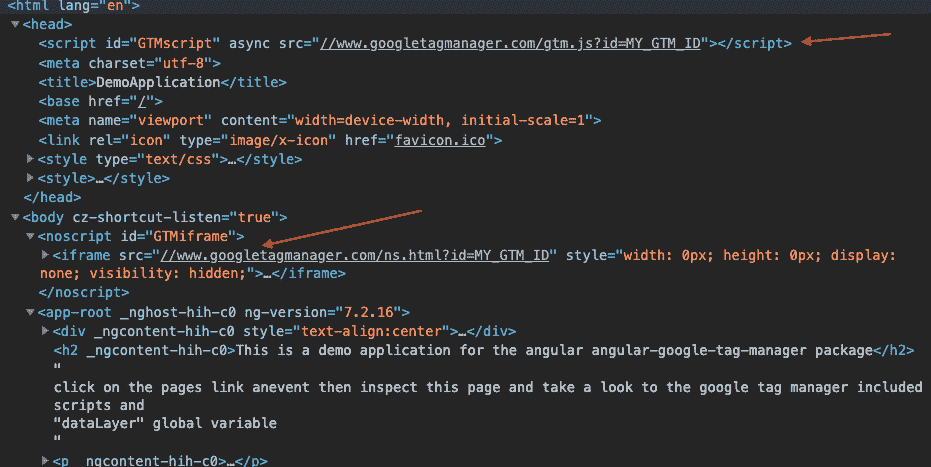 <html lang="en">
▼<head>
<script id="GTMscript" async src="//www.googletagmanager.com/gtm.js?id=MY_GTM_ID"></script>
<meta charset="utf-8">
<title>DemoApplication</title>
<base href="/">
<meta name="viewport" content="width=device-width, initial-scale=1">
<link rel="icon" type="image/x-icon" href="favicon.ico">
▶<style type="text/css">…</style>
▶<style>…</style>
</head>
▼<body cz-shortcut-listen="true">
▼<noscript id="GTMiframe">
▶<iframe src="//www.googletagmanager.com/ns.html?id=MY_GTM_ID" style="width: 0px; height: 0px; display:
none; visibility: hidden;">…</iframe>
</noscript>
▼<app-root _nghost-hih-c0 ng-version="7.2.16">
▶<div _ngcontent-hih-c0 style="text-align:center">…</div>
<h2 _ngcontent-hih-c0>This is a demo application for the angular angular-google-tag-manager package</h2>
"
click on the pages link anevent then inspect this page and take a look to the google tag manager included
scripts and
"dataLayer" global variable
"
▶<p _ngcontent-hih-c0>…</p>